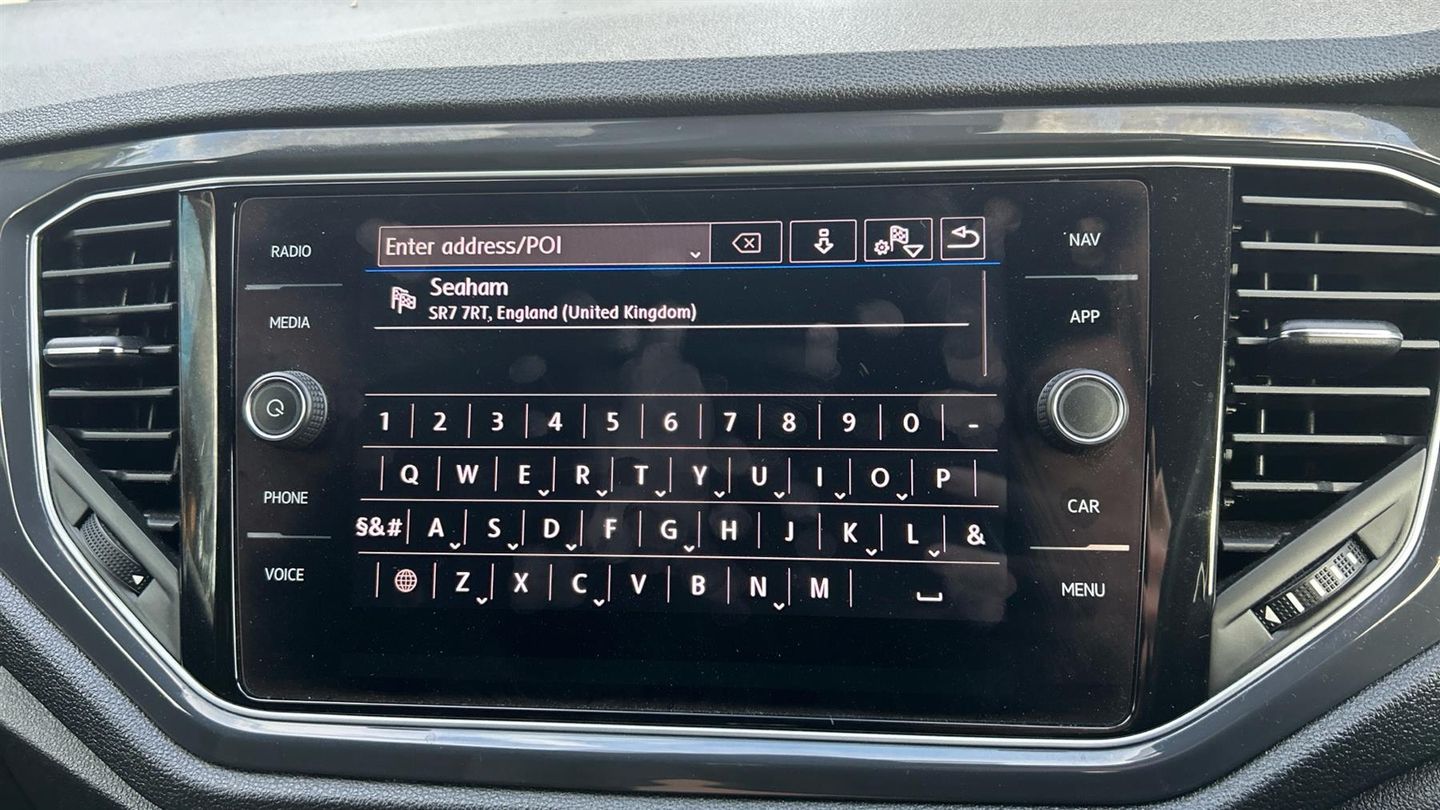 RADIO
MEDIA
PHONE
VOICE
Enter address/POI
Seaham
SR7 7RT, England (United Kingdom)
1 2 3 4 5 6 7 8 9 0 -
Q W E R T Y U I O P
§&# A S D F G H J K L &
Z X C V B N M
NAV
APP
CAR
MENU